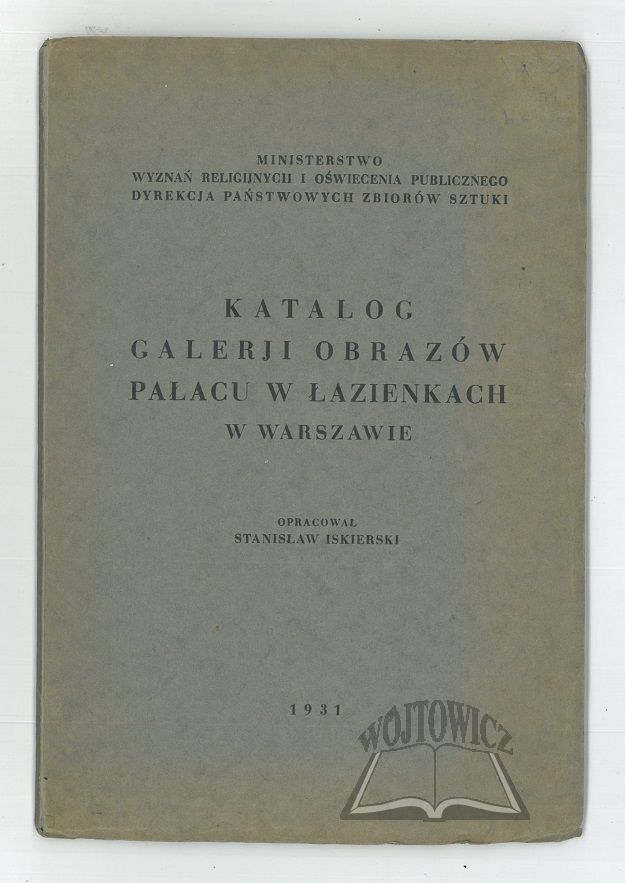 MINISTERSTWO
WYZNAŃ RELIGIJNYCH I OŚWIECENIA PUBLICZNEGO
DYREKCJA PAŃSTWOWYCH ZBIORÓW SZTUKI
KATALOG
GALERJI OBRAZÓW
PAŁACU W ŁAZIENKACH
W WARSZAWIE
OPRACOWAŁ
STANISŁAW ISKIERSKI
1931
WÓJTOWICZ